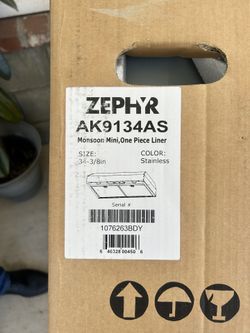 ZEPHYR
AK9134AS
Monsoon Mini,One Piece Liner
SIZE: COLOR:
34-3/8in Stainless
Serial #
1076263BDY
6 46328 00450 6